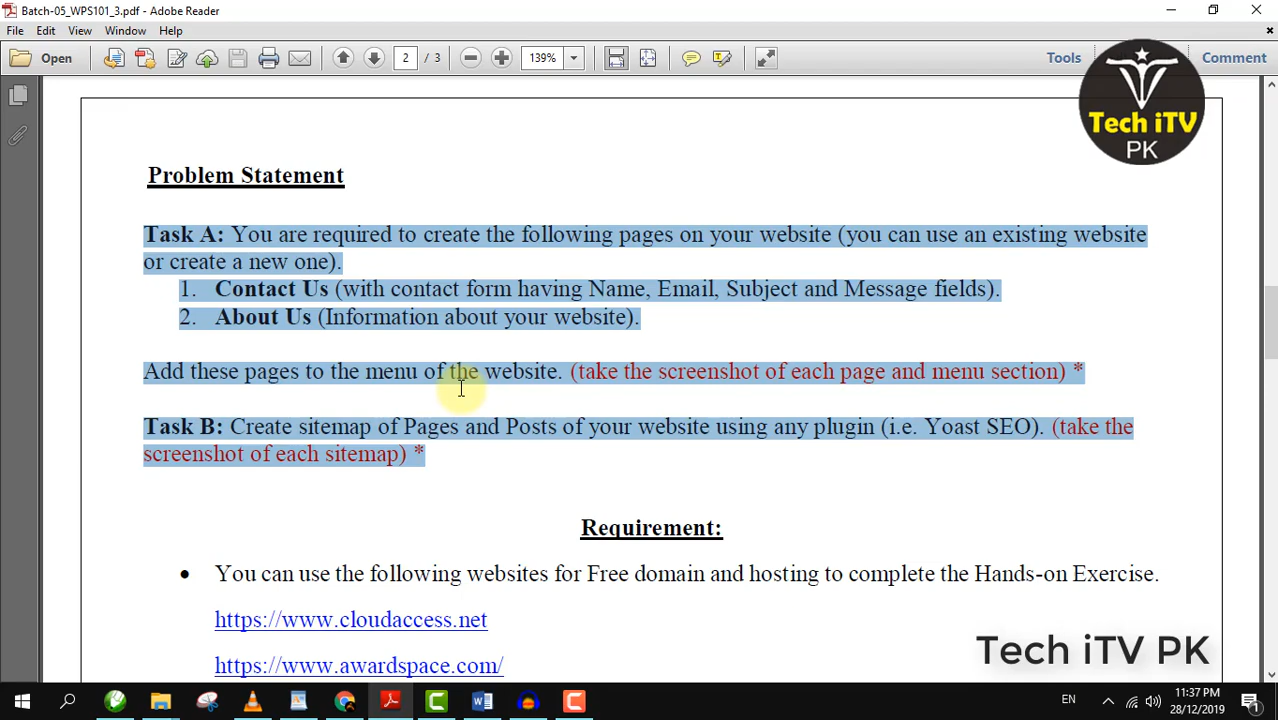 Batch-05_WPS101_3.pdf - Adobe Reader
File Edit View Window Help
Open 2 / 3 139% Tools Comment
Tech iTV
PK
Problem Statement
Task A: You are required to create the following pages on your website (you can use an existing website
or create a new one).
1. Contact Us (with contact form having Name, Email, Subject and Message fields).
2. About Us (Information about your website).
Add these pages to the menu of the website. (take the screenshot of each page and menu section) *
Task B: Create sitemap of Pages and Posts of your website using any plugin (i.e. Yoast SEO). (take the
screenshot of each sitemap) *
Requirement:
• You can use the following websites for Free domain and hosting to complete the Hands-on Exercise.
https://www.cloudaccess.net
https://www.awardspace.com/
Tech iTV PK
EN
11:37 PM
28/12/2019
1